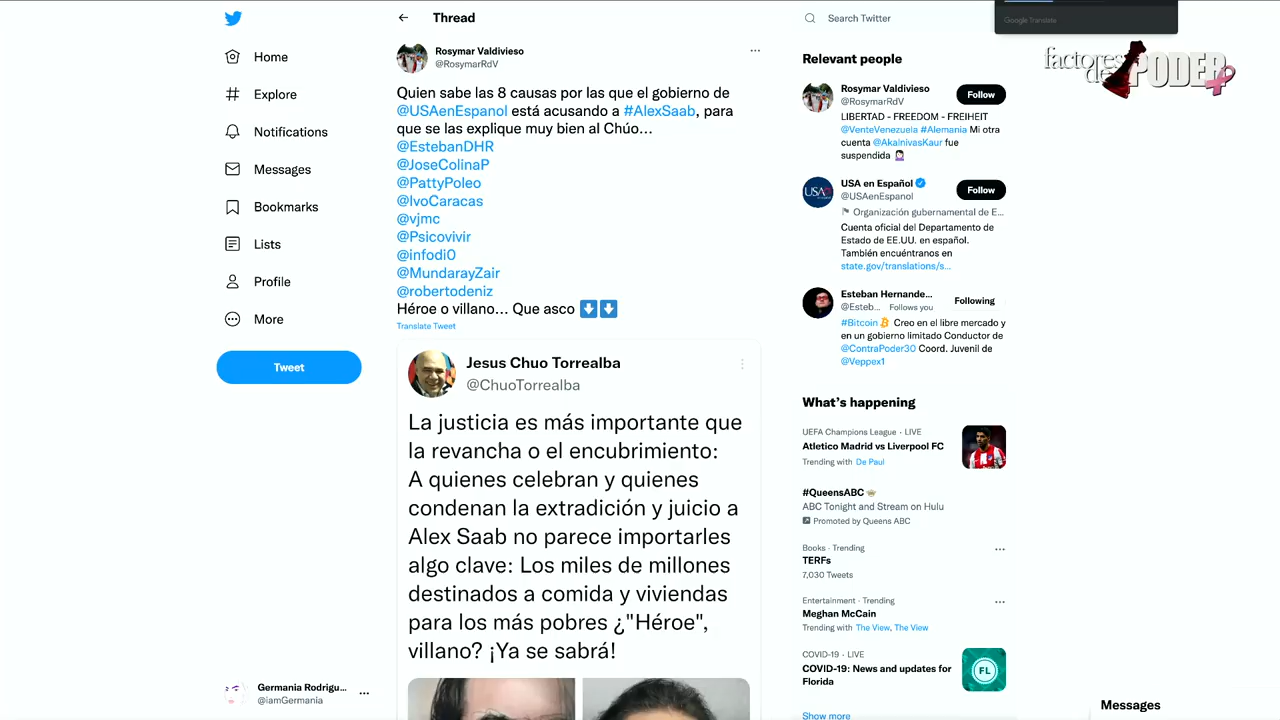 Home
Explore
Notifications
Messages
Bookmarks
Lists
Profile
More
Tweet
Germania Rodrigu...
@iamGermania
Thread
Rosymar Valdivieso
@RosymarRdV
Quien sabe las 8 causas por las que el gobierno de
@USAenEspanol está acusando a #AlexSaab, para
que se las explique muy bien al Chúo...
@EstebanDHR
@JoseColinaP
@PattyPoleo
@IvoCaracas
@vjmc
@Psicovivir
@infodi0
@MundarayZair
@robertodeniz
Héroe o villano... Que asco ⬇️⬇️
Translate Tweet
Jesus Chuo Torrealba
@ChuoTorrealba
La justicia es más importante que
la revancha o el encubrimiento:
A quienes celebran y quienes
condenan la extradición y juicio a
Alex Saab no parece importarles
algo clave: Los miles de millones
destinados a comida y viviendas
para los más pobres ¿"Héroe",
villano? ¡Ya se sabrá!
Search Twitter
Google Translate
factores de PODER
Relevant people
Rosymar Valdivieso
@RosymarRdV
Follow
LIBERTAD - FREEDOM - FREIHEIT
@VenteVenezuela #Alemania Mi otra
cuenta @AkainivasKaur fue
suspendida 🤦🏻‍♀️
USA en Español
@USAenEspanol
Follow
Organización gubernamental de E...
Cuenta oficial del Departamento de
Estado de EE.UU. en español.
También encuéntranos en
state.gov/translations/s...
Esteban Hernande...
@Esteb... Follows you
Following
#Bitcoin Creo en el libre mercado y
en un gobierno limitado Conductor de
@ContraPoder30 Coord. Juvenil de
@Veppex1
What's happening
UEFA Champions League · LIVE
Atletico Madrid vs Liverpool FC
Trending with De Paul
#QueensABC
ABC Tonight and Stream on Hulu
Promoted by Queens ABC
Books · Trending
TERFs
7,030 Tweets
Entertainment · Trending
Meghan McCain
Trending with The View, The View
COVID-19 · LIVE
COVID-19: News and updates for
Florida
FL
Show more
Messages